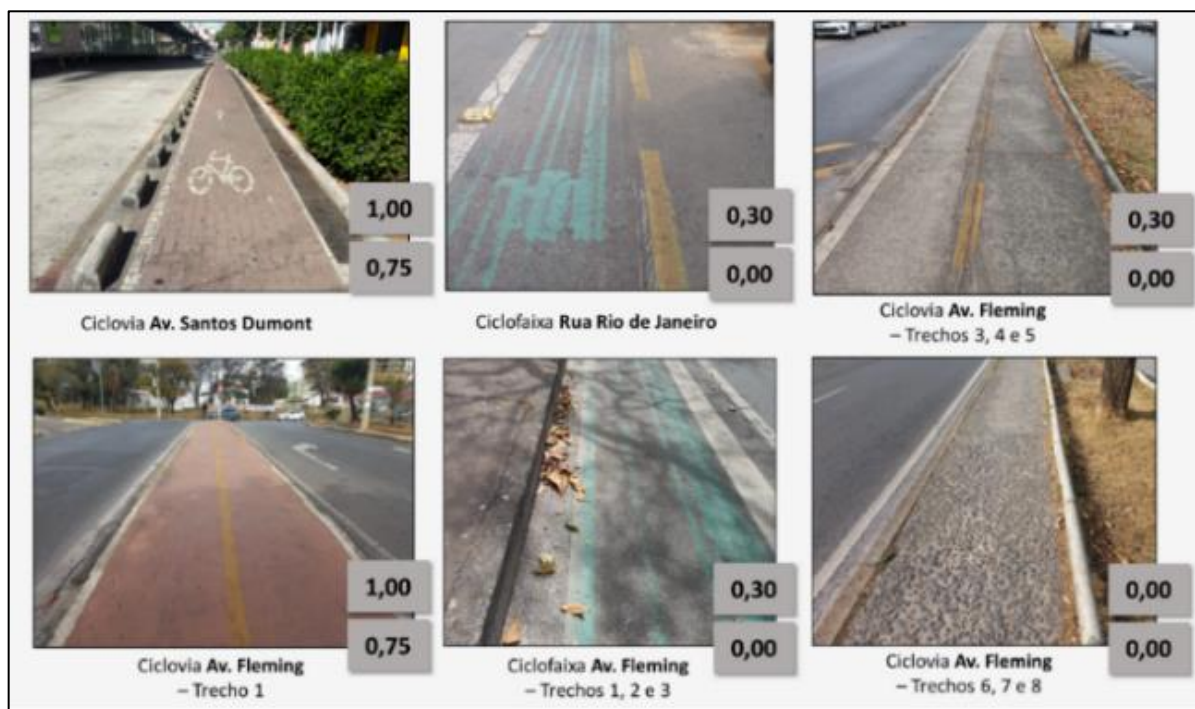 1,00
0,75
Ciclovia Av. Santos Dumont
0,30
0,00
Ciclofaixa Rua Rio de Janeiro
0,30
0,00
Ciclovia Av. Fleming
– Trechos 3, 4 e 5
1,00
0,75
Ciclovia Av. Fleming
– Trecho 1
0,30
0,00
Ciclofaixa Av. Fleming
– Trechos 1, 2 e 3
0,00
0,00
Ciclovia Av. Fleming
– Trechos 6, 7 e 8